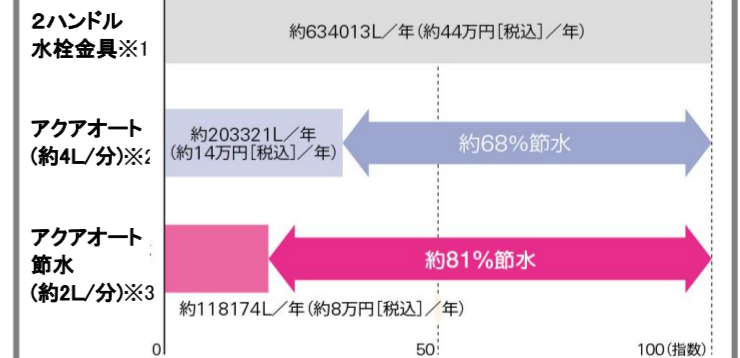 2ハンドル
水栓金具※1
約634013L／年(約44万円[税込]／年)
アクアオート
(約4L/分)※2
約203321L／年
(約14万円[税込]／年)
約68%節水
アクアオート
節水
(約2L/分)※3
約81%節水
約118174L／年(約8万円[税込]／年)
0
50
100(指数)